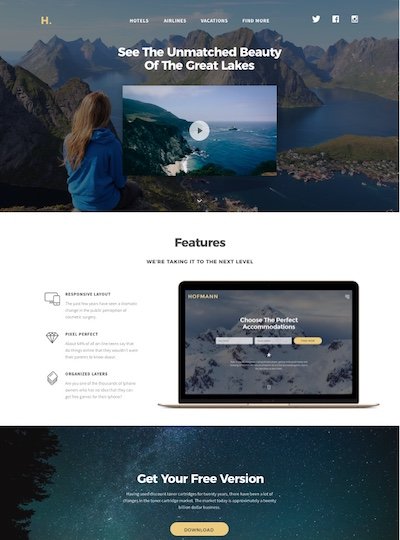 H.
HOTELS
AIRLINES
VACATIONS
FIND MORE
See The Unmatched Beauty
Of The Great Lakes
Features
WE'RE TAKING IT TO THE NEXT LEVEL
RESPONSIVE LAYOUT
The past few years have seen a dramatic
change in the public perception of
cosmetic surgery.
PIXEL PERFECT
About 64% of all on-line teens say that
do things online that they wouldn't want
their parents to know about.
ORGANIZED LAYERS
Are you one of the thousands of Iphone
owners who has no idea that they can
get free games for their Iphone?
HOFMANN
Choose The Perfect
Accommodations
Get Your Free Version
Having used discount toner cartridges for twenty years, there have been a lot of
changes in the toner cartridge market. The market today is approximately a twenty
billion dollar business.
DOWNLOAD